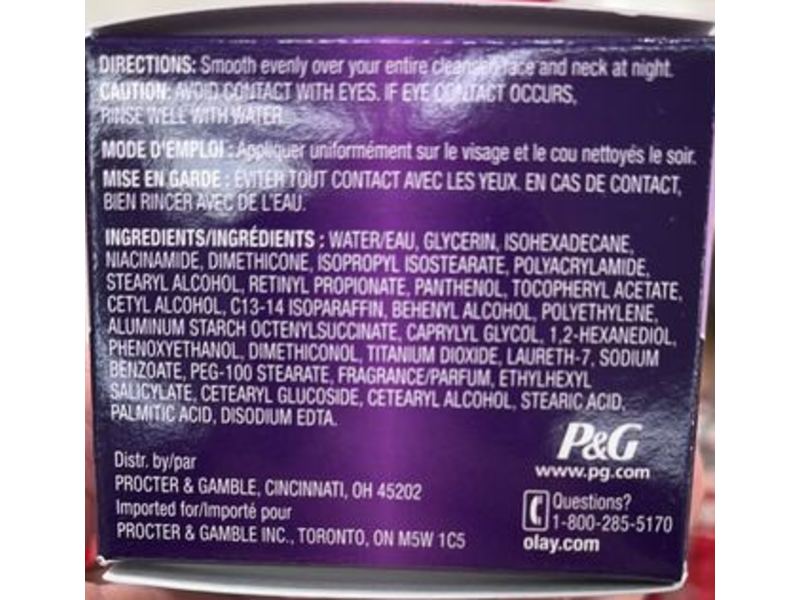 DIRECTIONS: Smooth evenly over your entire cleansed face and neck at night.
CAUTION: AVOID CONTACT WITH EYES. IF EYE CONTACT OCCURS,
RINSE WELL WITH WATER.
MODE D'EMPLOI : Appliquer uniformément sur le visage et le cou nettoyés le soir.
MISE EN GARDE : ÉVITER TOUT CONTACT AVEC LES YEUX. EN CAS DE CONTACT,
BIEN RINCER AVEC DE L'EAU.
INGREDIENTS/INGRÉDIENTS : WATER/EAU, GLYCERIN, ISOHEXADECANE,
NIACINAMIDE, DIMETHICONE, ISOPROPYL ISOSTEARATE, POLYACRYLAMIDE,
STEARYL ALCOHOL, RETINYL PROPIONATE, PANTHENOL, TOCOPHERYL ACETATE,
CETYL ALCOHOL, C13-14 ISOPARAFFIN, BEHENYL ALCOHOL, POLYETHYLENE,
ALUMINUM STARCH OCTENYLSUCCINATE, CAPRYLYL GLYCOL, 1,2-HEXANEDIOL,
PHENOXYETHANOL, DIMETHICONOL, TITANIUM DIOXIDE, LAURETH-7, SODIUM
BENZOATE, PEG-100 STEARATE, FRAGRANCE/PARFUM, ETHYLHEXYL
SALICYLATE, CETEARYL GLUCOSIDE, CETEARYL ALCOHOL, STEARIC ACID,
PALMITIC ACID, DISODIUM EDTA.
P&G
www.pg.com
Distr. by/par
PROCTER & GAMBLE, CINCINNATI, OH 45202
Imported for/Importé pour
PROCTER & GAMBLE INC., TORONTO, ON M5W 1C5
Questions?
1-800-285-5170
olay.com